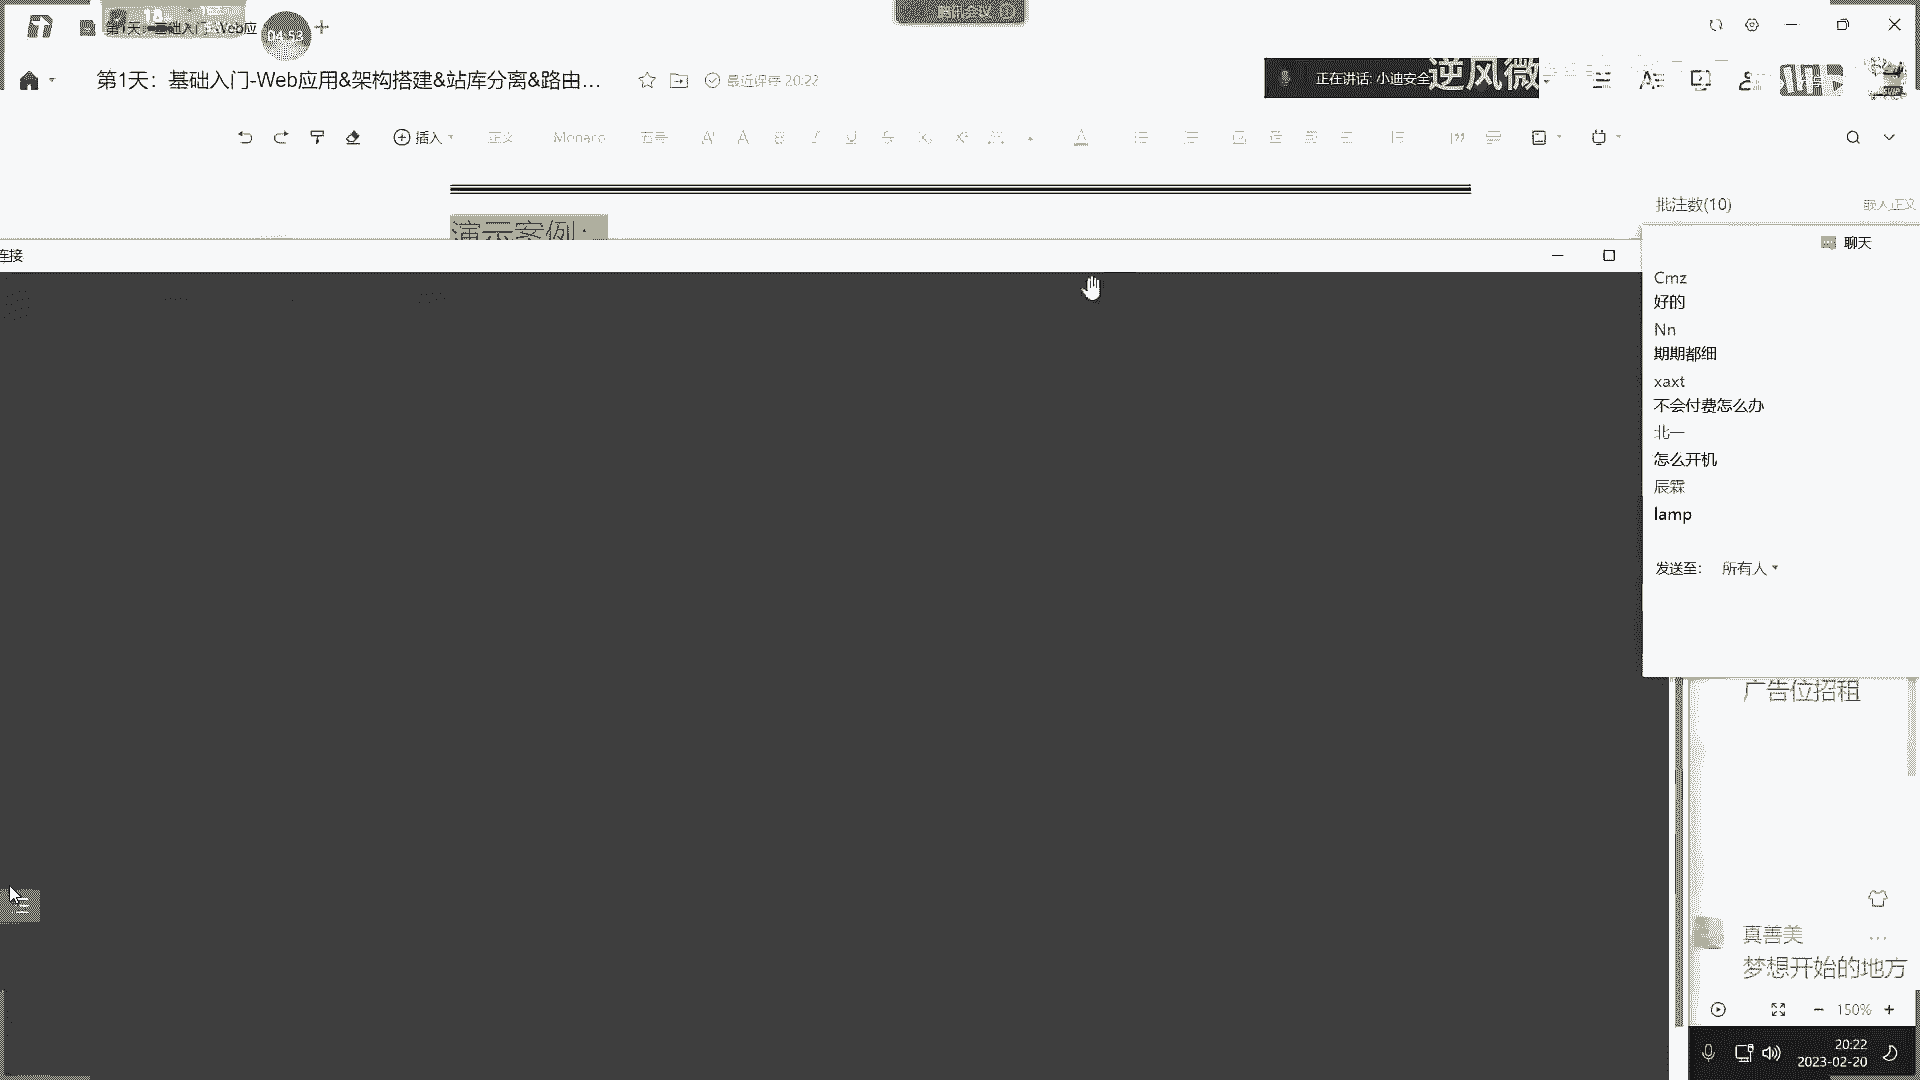 腾讯会议
第1天:基础入门-Web应
04:53
第1天：基础入门-Web应用&架构搭建&站库分离&路由...
最近保存 20:22
正在讲话: 小迪安全
逆风微
插入
正文
Monaco
五号
批注数(10)
嵌入正文
演示案例：
连接
聊天
Cmz
好的
Nn
期期都细
xaxt
不会付费怎么办
北一
怎么开机
辰霖
lamp
发送至：
所有人
广告位招租
真善美
梦想开始的地方
150%
20:22
2023-02-20